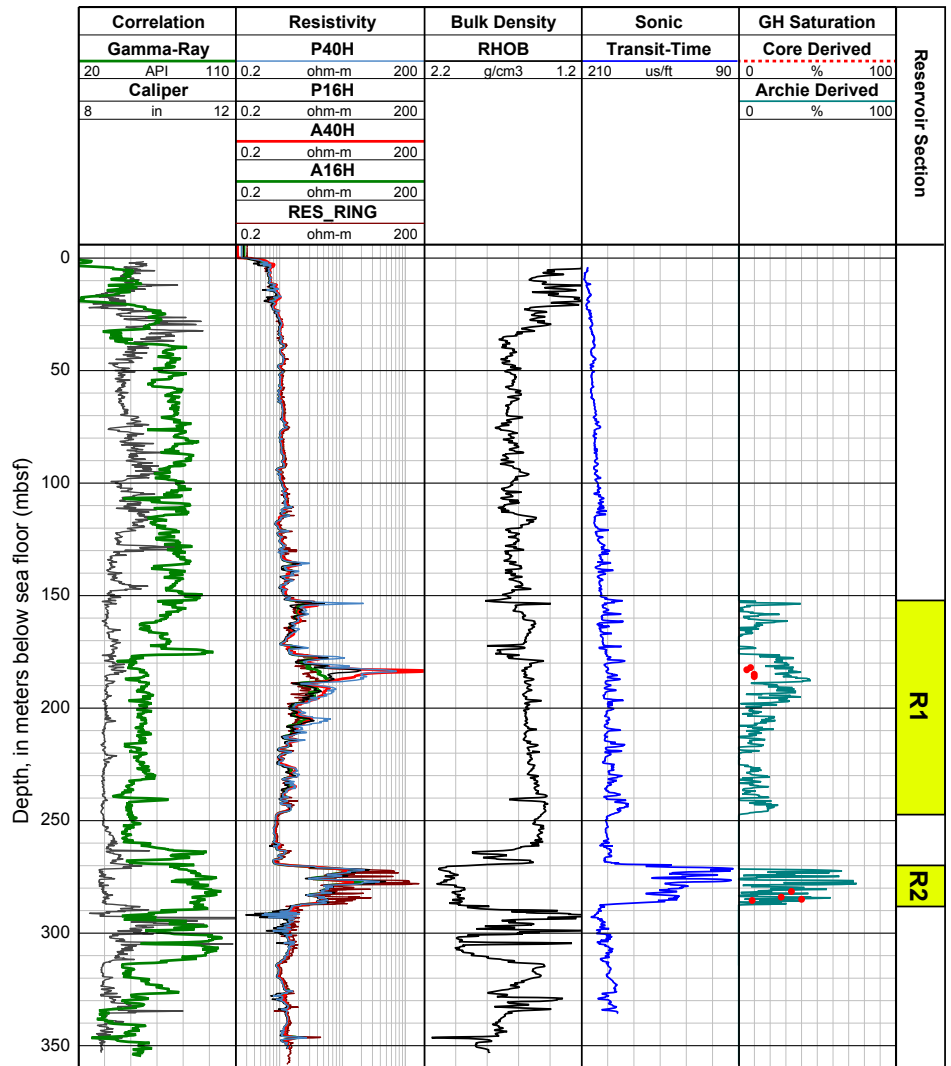 Correlation Resistivity Bulk Density Sonic GH Saturation
Gamma-Ray P40H RHOB Transit-Time Core Derived
20 API 110 0.2 ohm-m 200 2.2 g/cm3 1.2 210 us/ft 90 0 % 100
Caliper P16H Archie Derived
8 in 12 0.2 ohm-m 200 0 % 100
A40H
0.2 ohm-m 200
A16H
0.2 ohm-m 200
RES_RING
0.2 ohm-m 200
Reservoir Section
Depth, in meters below sea floor (mbsf)
0
50
100
150
200
250
300
350
R1
R2